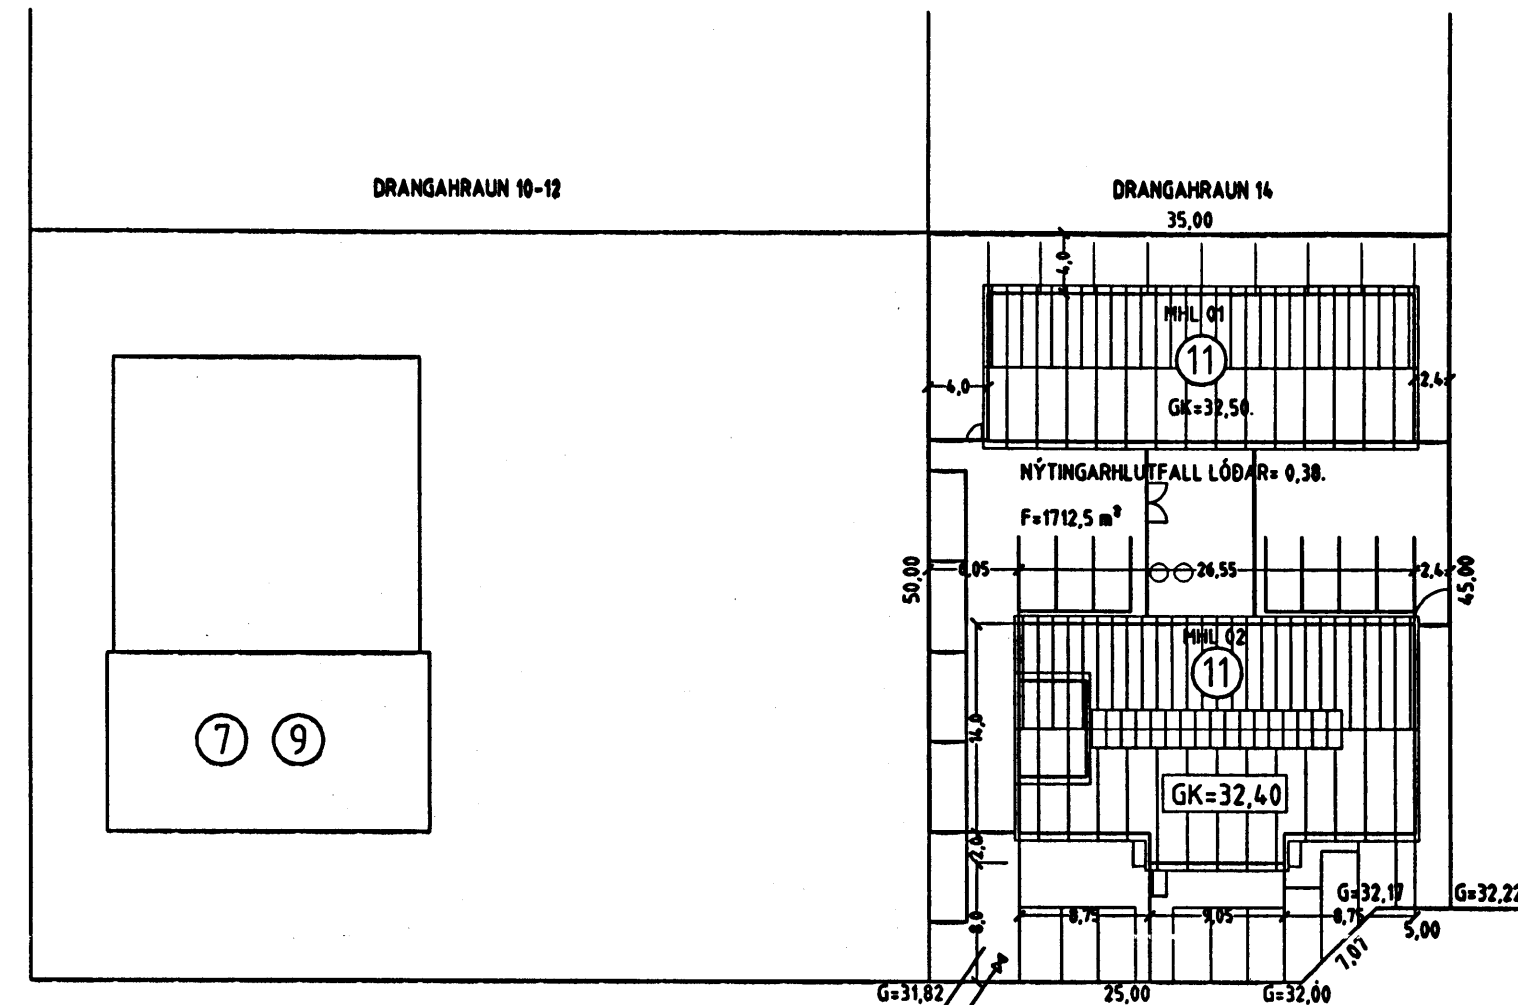 DRANGAHRAUN 10-12
DRANGAHRAUN 14
35,00
4,0
MHL 01
11
4,0
2,4
GK=32,50.
NÝTINGARHLUTFALL LÓÐAR= 0,38.
F=1712,5 m³
50,00
6,05
26,55
2,4
45,00
MHL 02
11
7
9
14,0
GK=32,40
2,0
8,0
8,75
9,05
8,75
G=32,17
G=32,22
5,00
7,07
G=31,82
25,00
G=32,00